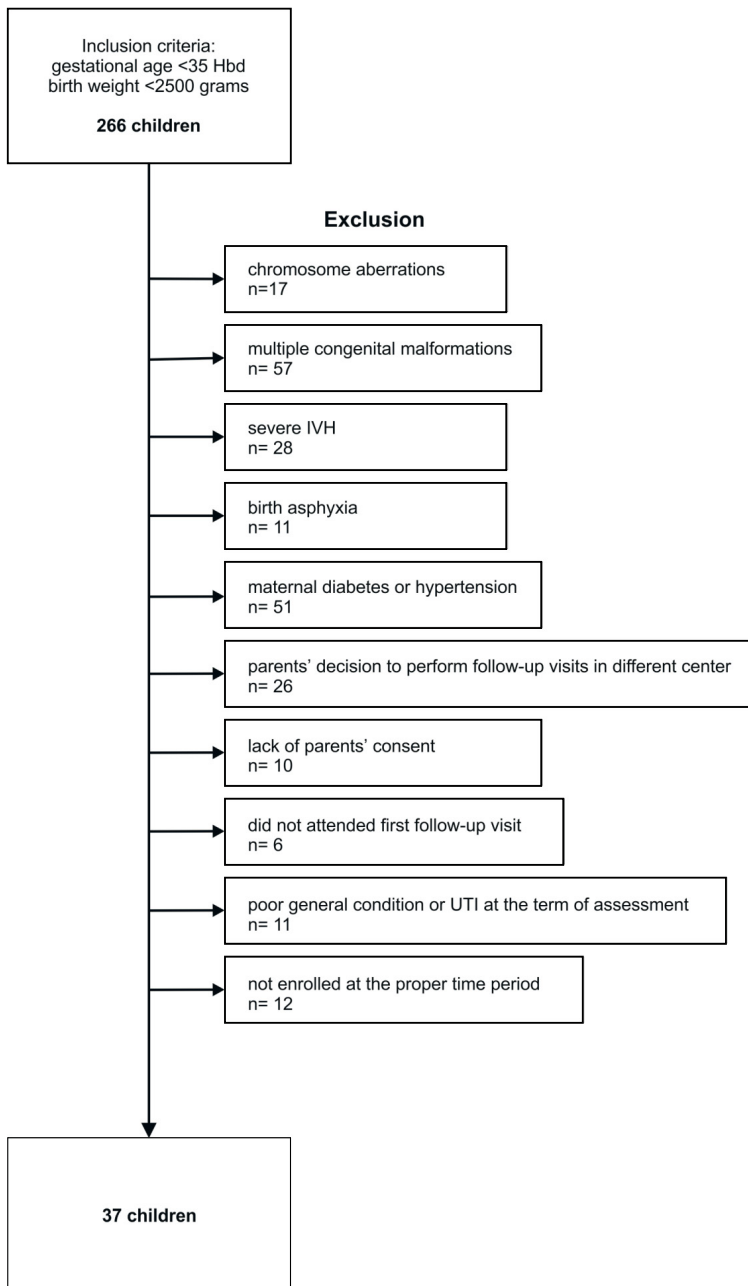 Inclusion criteria:
gestational age <35 Hbd
birth weight <2500 grams
266 children
Exclusion
chromosome aberrations
n=17
multiple congenital malformations
n= 57
severe IVH
n= 28
birth asphyxia
n= 11
maternal diabetes or hypertension
n= 51
parents’ decision to perform follow-up visits in different center
n= 26
lack of parents’ consent
n= 10
did not attended first follow-up visit
n= 6
poor general condition or UTI at the term of assessment
n= 11
not enrolled at the proper time period
n= 12
37 children